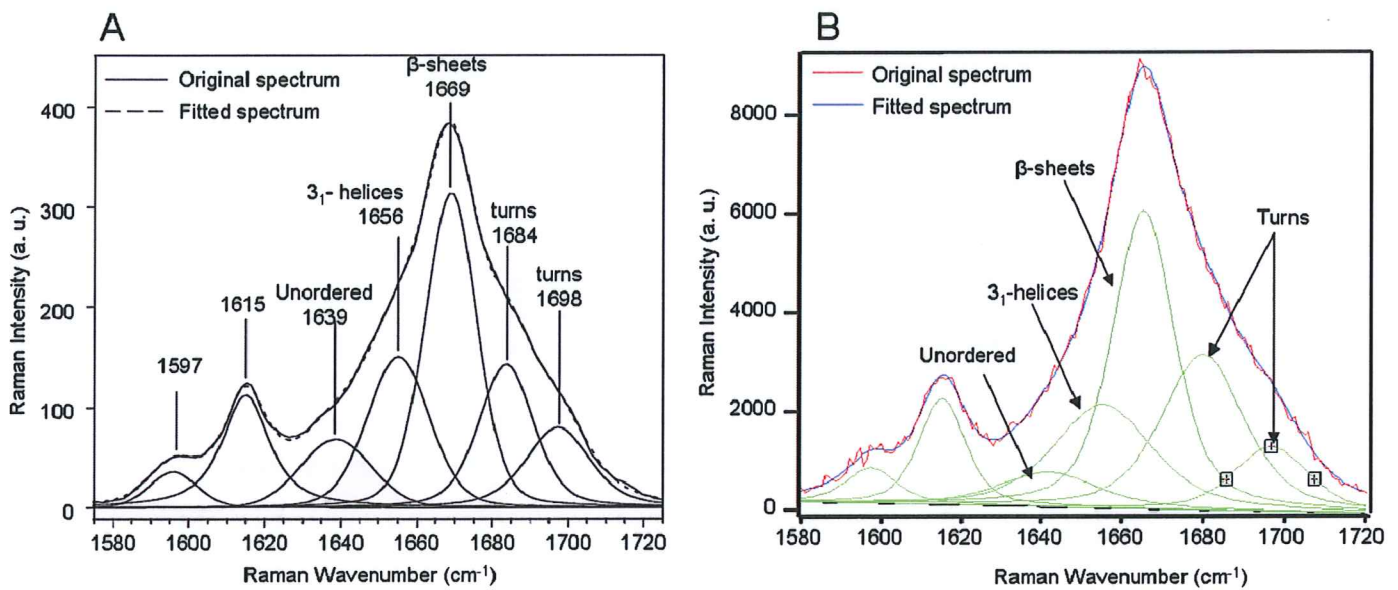 A
Original spectrum
Fitted spectrum
β-sheets
1669
3₁- helices
1656
turns
1684
turns
1698
Unordered
1639
1615
1597
400
300
200
100
0
Raman Intensity (a. u.)
1580 1600 1620 1640 1660 1680 1700 1720
Raman Wavenumber (cm⁻¹)
B
Original spectrum
Fitted spectrum
β-sheets
Turns
3₁-helices
Unordered
8000
6000
4000
2000
0
Raman Intensity (a. u.)
1580 1600 1620 1640 1660 1680 1700 1720
Raman Wavenumber (cm⁻¹)